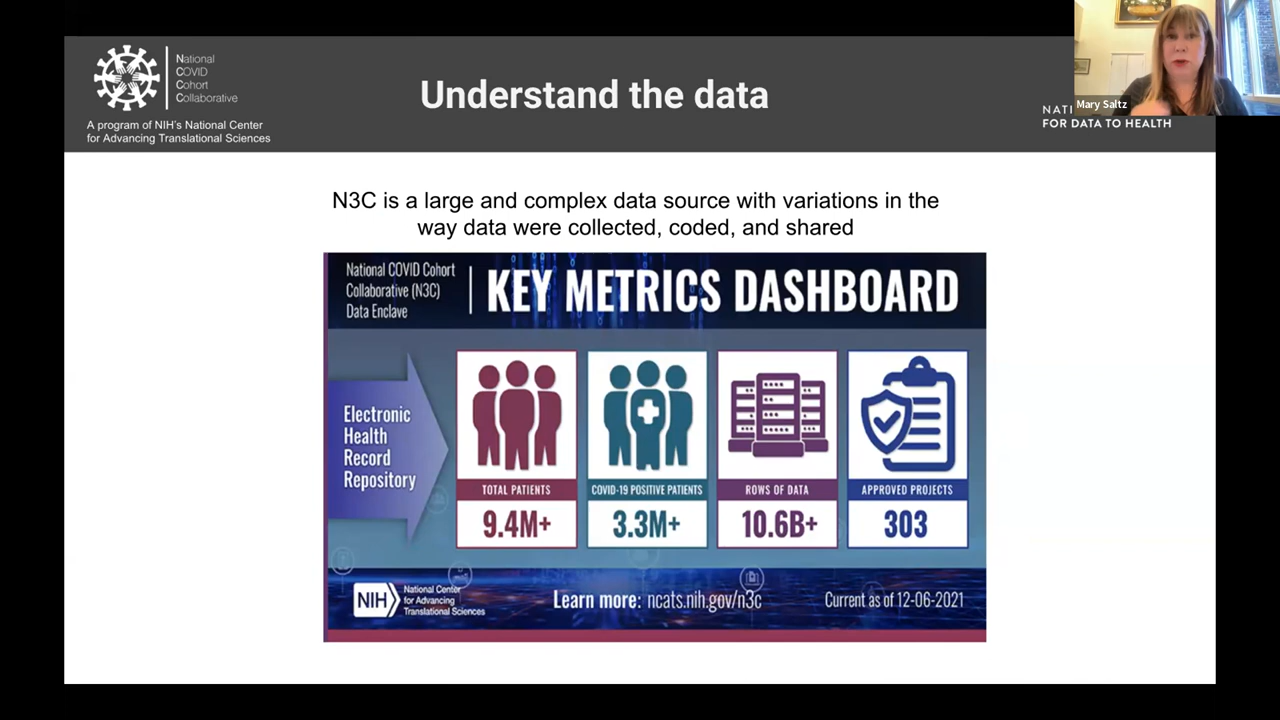 National
COVID
Cohort
Collaborative
A program of NIH's National Center
for Advancing Translational Sciences
Understand the data
Mary Saltz
FOR DATA TO HEALTH
N3C is a large and complex data source with variations in the
way data were collected, coded, and shared
National COVID Cohort
Collaborative (N3C)
Data Enclave
KEY METRICS DASHBOARD
Electronic
Health
Record
Repository
TOTAL PATIENTS
9.4M+
COVID-19 POSITIVE PATIENTS
3.3M+
ROWS OF DATA
10.6B+
APPROVED PROJECTS
303
NIH
National Center
for Advancing
Translational Sciences
Learn more: ncats.nih.gov/n3c
Current as of 12-06-2021